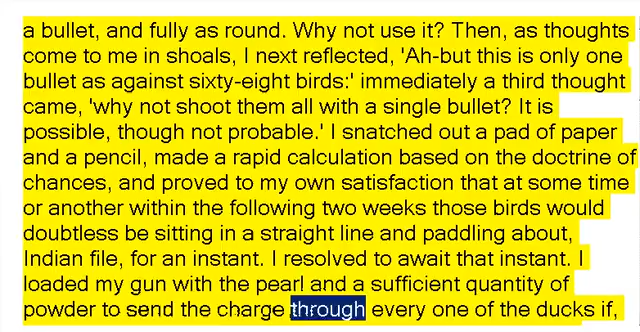 a bullet, and fully as round. Why not use it? Then, as thoughts
come to me in shoals, I next reflected, 'Ah-but this is only one
bullet as against sixty-eight birds:' immediately a third thought
came, 'why not shoot them all with a single bullet? It is
possible, though not probable.' I snatched out a pad of paper
and a pencil, made a rapid calculation based on the doctrine of
chances, and proved to my own satisfaction that at some time
or another within the following two weeks those birds would
doubtless be sitting in a straight line and paddling about,
Indian file, for an instant. I resolved to await that instant. I
loaded my gun with the pearl and a sufficient quantity of
powder to send the charge through every one of the ducks if,